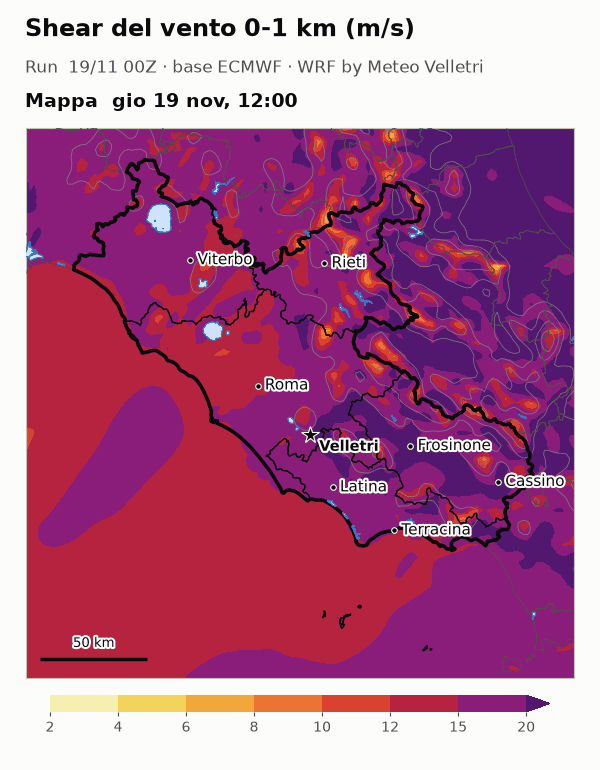 Shear del vento 0-1 km (m/s)
Run 19/11 00Z · base ECMWF · WRF by Meteo Velletri
Mappa gio 19 nov, 12:00
Viterbo
Rieti
Roma
Velletri
Frosinone
Latina
Cassino
Terracina
50 km
2 4 6 8 10 12 15 20